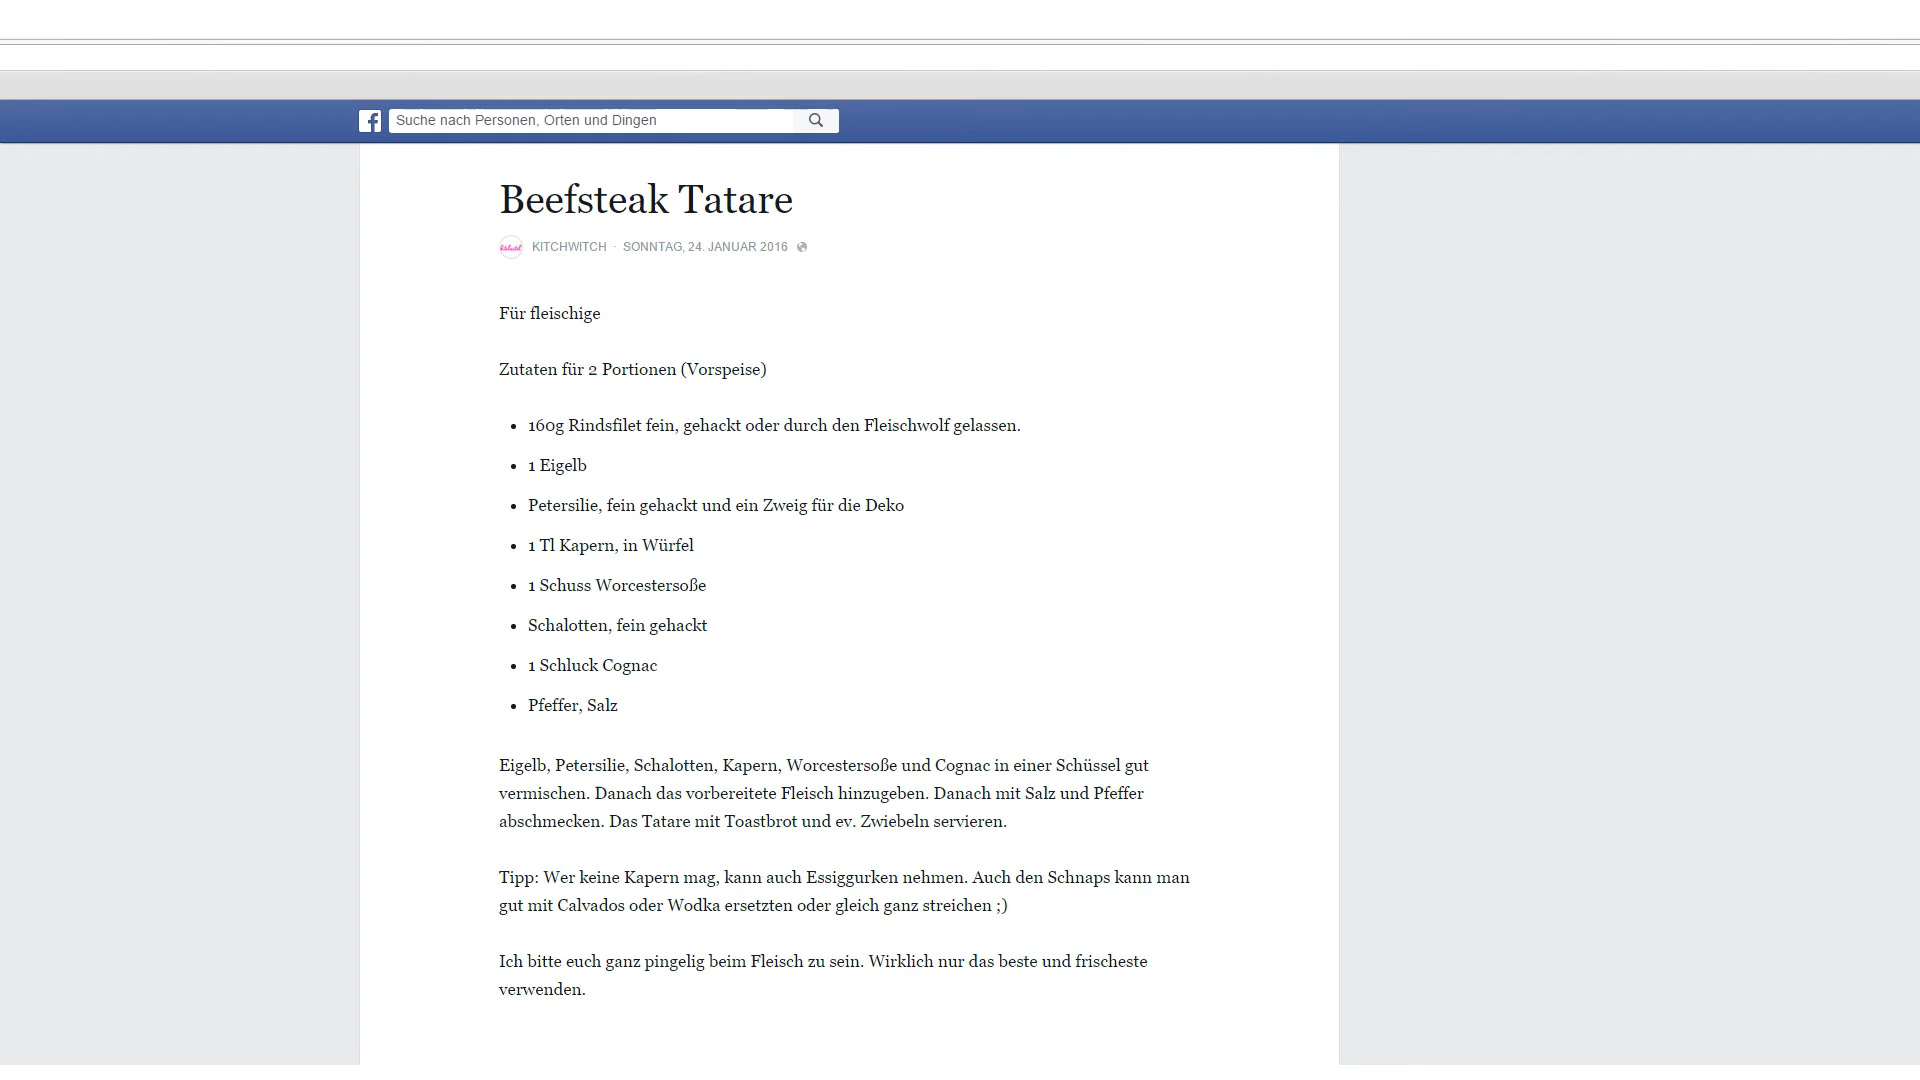 Suche nach Personen, Orten und Dingen
Beefsteak Tatare
KITCHWITCH · SONNTAG, 24. JANUAR 2016
Für fleischige
Zutaten für 2 Portionen (Vorspeise)
• 160g Rindsfilet fein, gehackt oder durch den Fleischwolf gelassen.
• 1 Eigelb
• Petersilie, fein gehackt und ein Zweig für die Deko
• 1 Tl Kapern, in Würfel
• 1 Schuss Worcestersoße
• Schalotten, fein gehackt
• 1 Schluck Cognac
• Pfeffer, Salz
Eigelb, Petersilie, Schalotten, Kapern, Worcestersoße und Cognac in einer Schüssel gut
vermischen. Danach das vorbereitete Fleisch hinzugeben. Danach mit Salz und Pfeffer
abschmecken. Das Tatare mit Toastbrot und ev. Zwiebeln servieren.
Tipp: Wer keine Kapern mag, kann auch Essiggurken nehmen. Auch den Schnaps kann man
gut mit Calvados oder Wodka ersetzten oder gleich ganz streichen ;)
Ich bitte euch ganz pingelig beim Fleisch zu sein. Wirklich nur das beste und frischeste
verwenden.